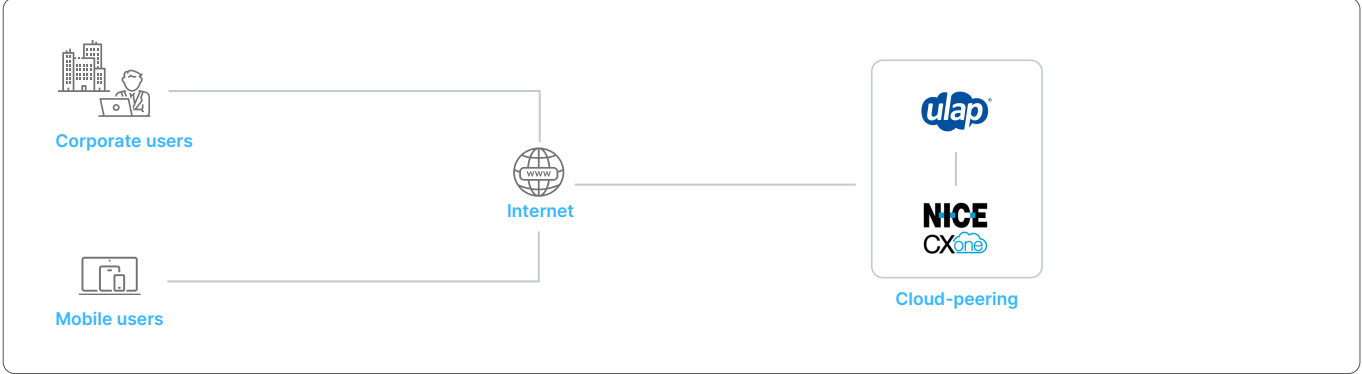 Corporate users
www
Internet
Mobile users
ulap®
NICE
CXone
Cloud-peering